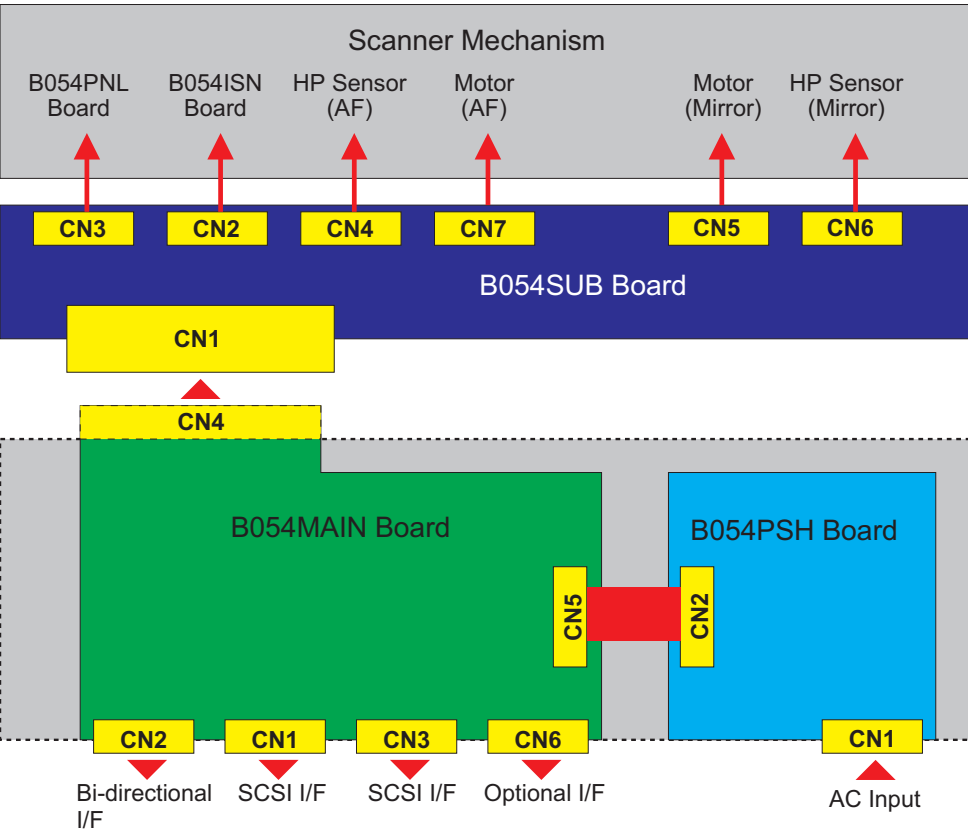 Scanner Mechanism
B054PNL
Board
B054ISN
Board
HP Sensor
(AF)
Motor
(AF)
Motor
(Mirror)
HP Sensor
(Mirror)
CN3
CN2
CN4
CN7
CN5
CN6
B054SUB Board
CN1
CN4
B054MAIN Board
B054PSH Board
CN5
CN2
CN2
CN1
CN3
CN6
CN1
Bi-directional
I/F
SCSI I/F
SCSI I/F
Optional I/F
AC Input